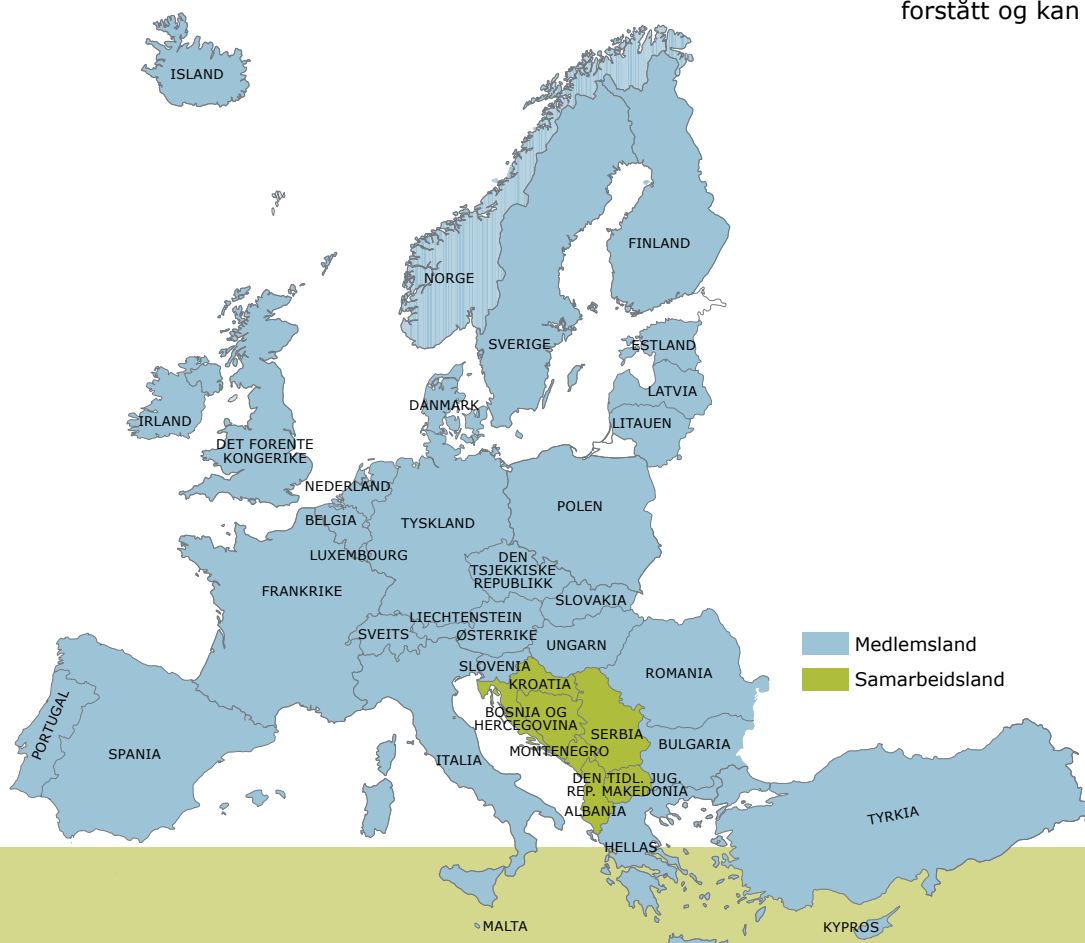 forstått og kan
ISLAND
FINLAND
NORGE
SVERIGE
ESTLAND
LATVIA
DANMARK
IRLAND
LITAUEN
DET FORENTE
KONGERIKE
NEDERLAND
POLEN
BELGIA
TYSKLAND
LUXEMBOURG
DEN
TSJEKKISKE
REPUBLIKK
FRANKRIKE
SLOVAKIA
LIECHTENSTEIN
SVEITS
ØSTERRIKE
UNGARN
Medlemsland
SLOVENIA
ROMANIA
Samarbeidsland
KROATIA
PORTUGAL
BOSNIA OG
HERCEGOVINA
SERBIA
BULGARIA
SPANIA
MONTENEGRO
ITALIA
DEN TIDL. JUG.
REP. MAKEDONIA
ALBANIA
TYRKIA
HELLAS
MALTA
KYPROS